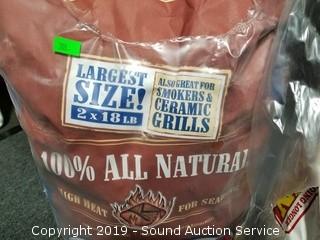 LARGEST
SIZE!
2 x 18 LB
ALSO GREAT FOR
SMOKERS &
CERAMIC
GRILLS
100% ALL NATURAL
HIGH HEAT
FOR
Copyright 2019 - Sound Auction Service